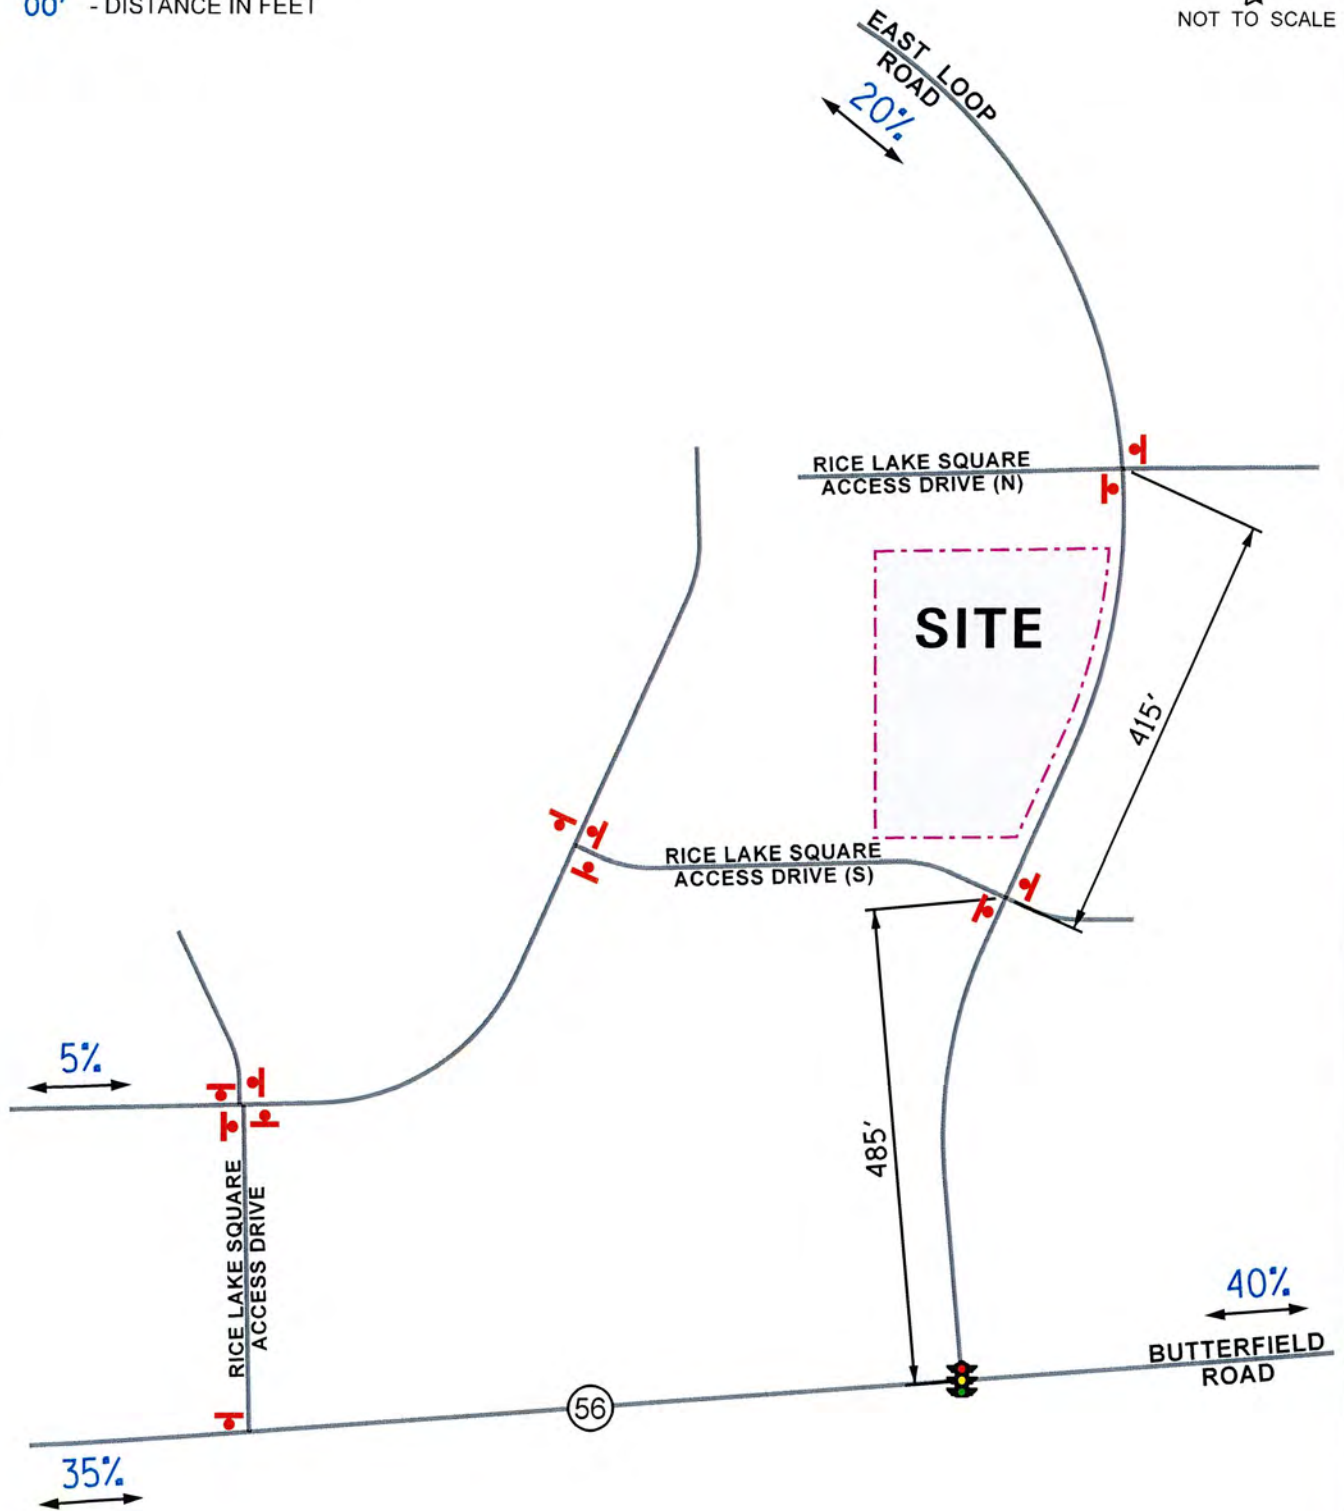 00' - DISTANCE IN FEET
NOT TO SCALE
EAST LOOP
ROAD
20%
RICE LAKE SQUARE
ACCESS DRIVE (N)
SITE
415'
RICE LAKE SQUARE
ACCESS DRIVE (S)
5%
485'
RICE LAKE SQUARE
ACCESS DRIVE
40%
BUTTERFIELD
ROAD
56
35%